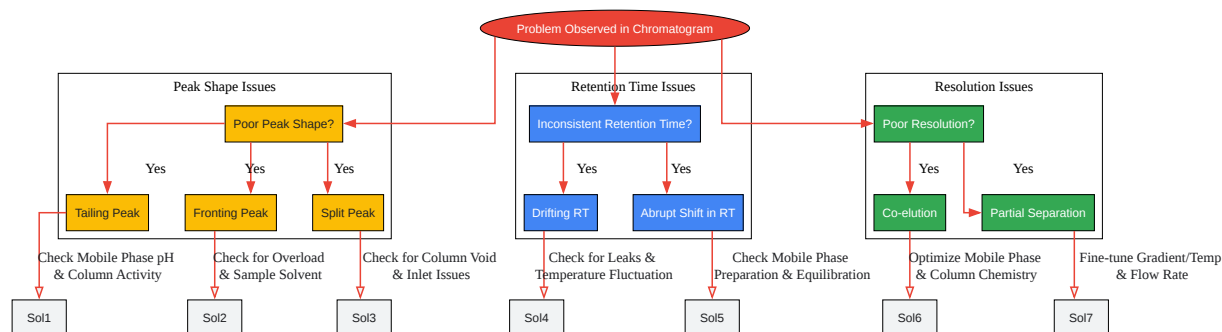 Problem Observed in Chromatogram
Peak Shape Issues
Retention Time Issues
Resolution Issues
Poor Peak Shape?
Inconsistent Retention Time?
Poor Resolution?
Yes
Yes
Yes
Yes
Yes
Yes
Yes
Tailing Peak
Fronting Peak
Split Peak
Drifting RT
Abrupt Shift in RT
Co-elution
Partial Separation
Check Mobile Phase pH
& Column Activity
Check for Overload
& Sample Solvent
Check for Column Void
& Inlet Issues
Check for Leaks &
Temperature Fluctuation
Check Mobile Phase
Preparation & Equilibration
Optimize Mobile Phase
& Column Chemistry
Fine-tune Gradient/Temp
& Flow Rate
Sol1
Sol2
Sol3
Sol4
Sol5
Sol6
Sol7